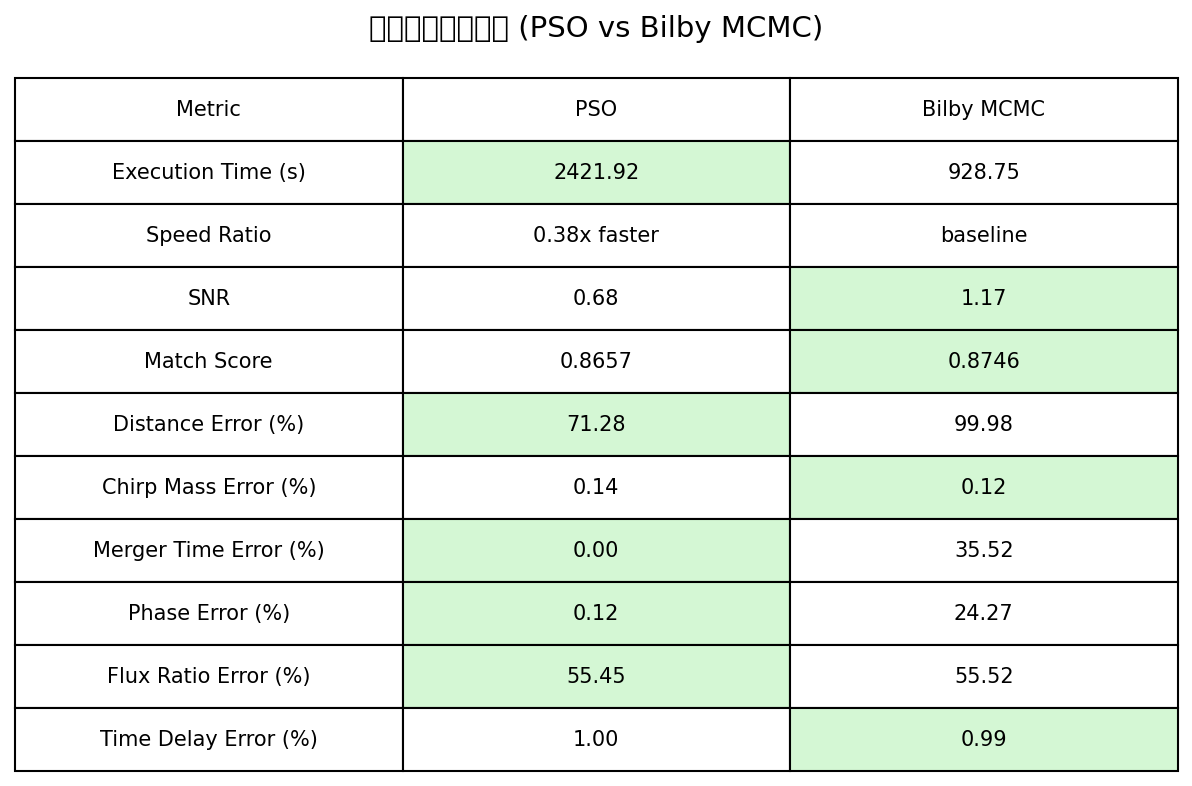 (PSO vs Bilby MCMC)
Metric PSO Bilby MCMC
Execution Time (s) 2421.92 928.75
Speed Ratio 0.38x faster baseline
SNR 0.68 1.17
Match Score 0.8657 0.8746
Distance Error (%) 71.28 99.98
Chirp Mass Error (%) 0.14 0.12
Merger Time Error (%) 0.00 35.52
Phase Error (%) 0.12 24.27
Flux Ratio Error (%) 55.45 55.52
Time Delay Error (%) 1.00 0.99